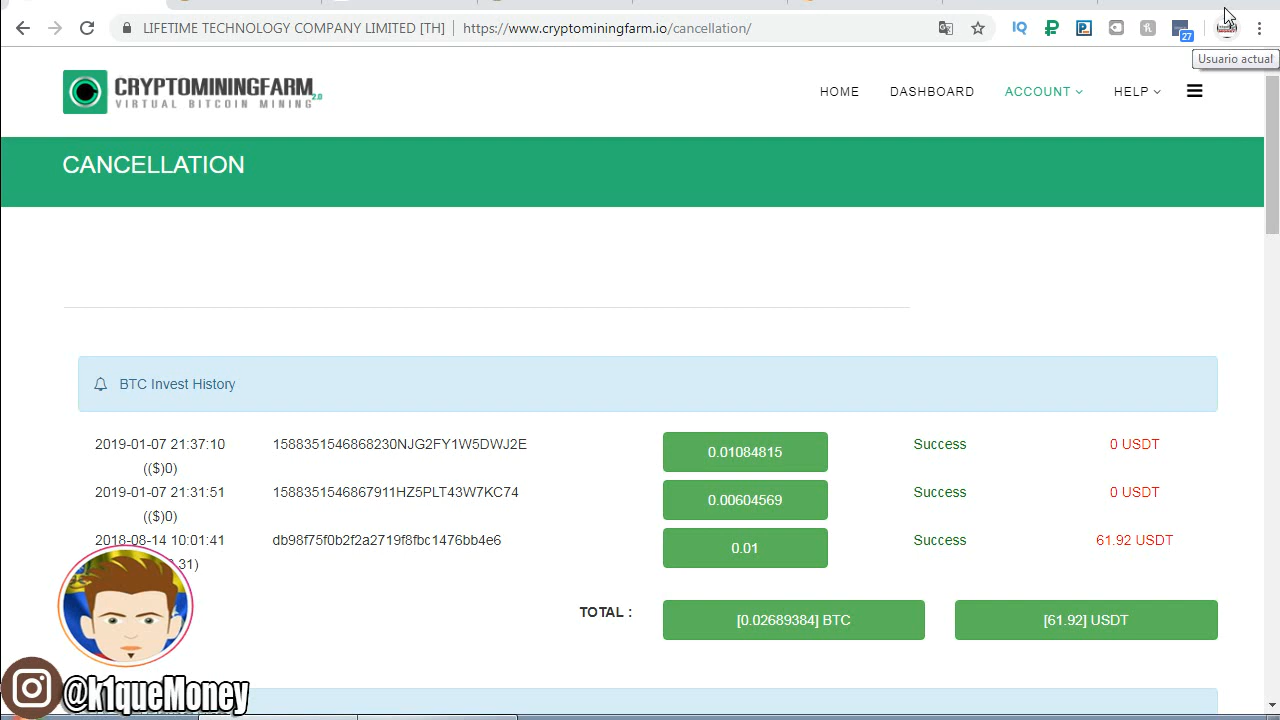 LIFETIME TECHNOLOGY COMPANY LIMITED [TH] | https://www.cryptominingfarm.io/cancellation/
27
Usuario actual
CRYPTOMININGFARM
VIRTUAL BITCOIN MINING 2.0
HOME DASHBOARD ACCOUNT HELP
CANCELLATION
BTC Invest History
2019-01-07 21:37:10 1588351546868230NJG2FY1W5DWJ2E 0.01084815 Success 0 USDT
(($)0)
2019-01-07 21:31:51 1588351546867911HZ5PLT43W7KC74 0.00604569 Success 0 USDT
(($)0)
2018-08-14 10:01:41 db98f75f0b2f2a2719f8fbc1476bb4e6 0.01 Success 61.92 USDT
.31)
TOTAL : [0.02689384] BTC [61.92] USDT
@k1queMoney